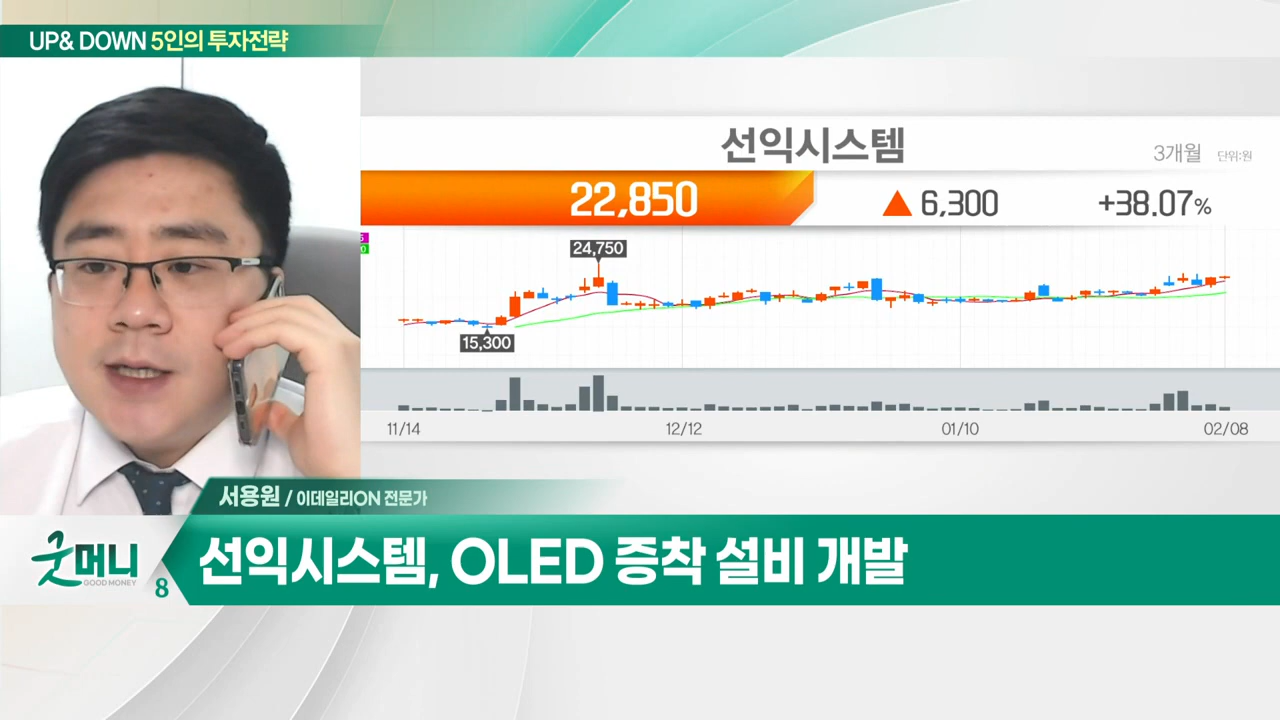 UP& DOWN 5인의 투자전략
선익시스템
3개월 단위:원
22,850 ▲ 6,300 +38.07%
24,750
15,300
11/14 12/12 01/10 02/08
서용원 / 이데일리ON 전문가
굿머니
GOOD MONEY
8
선익시스템, OLED 증착 설비 개발